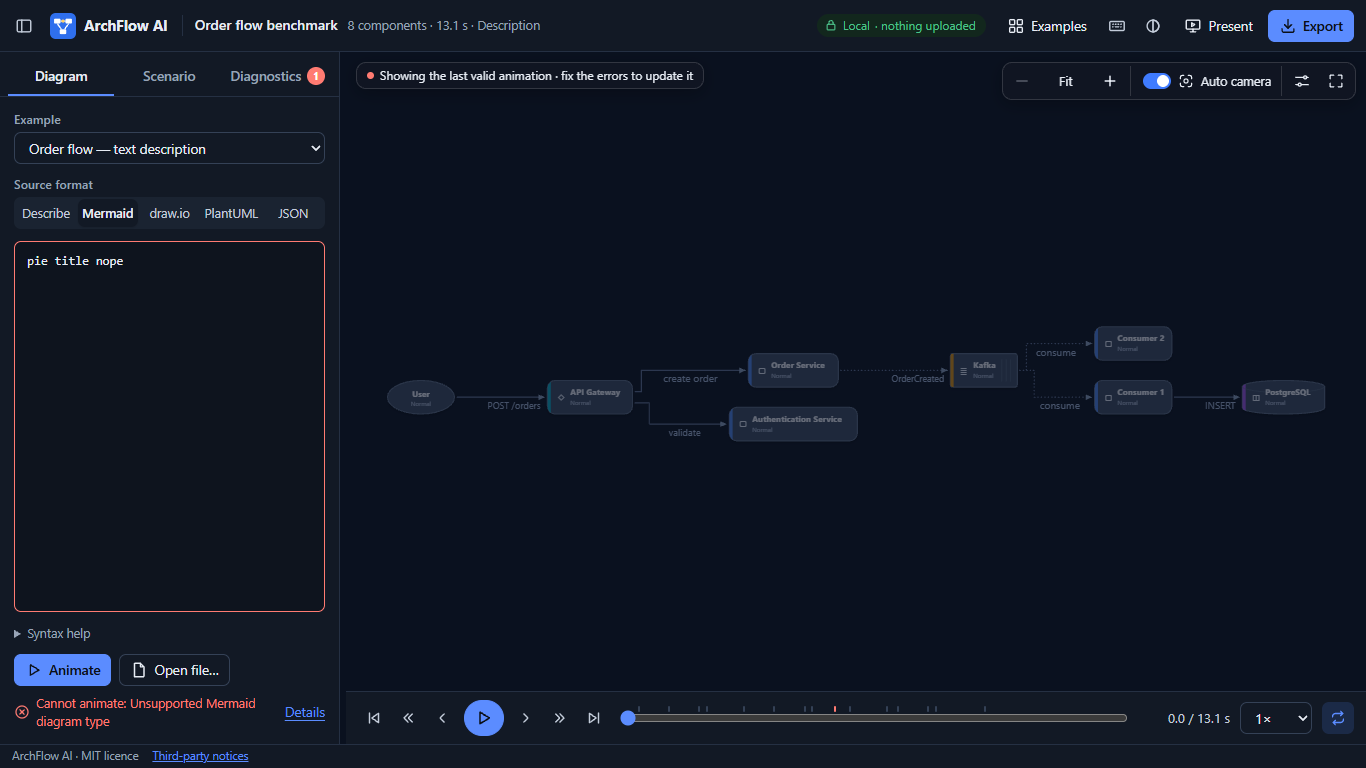 ArchFlow AI
Order flow benchmark
8 components · 13.1 s · Description
Local · nothing uploaded
Examples
Present
Export
Diagram
Scenario
Diagnostics 1
Showing the last valid animation · fix the errors to update it
Fit
Auto camera
Example
Order flow — text description
Source format
Describe
Mermaid
draw.io
PlantUML
JSON
pie title nope
User
Normal
POST /orders
API Gateway
Normal
create order
validate
Order Service
Normal
Authentication Service
Normal
OrderCreated
Kafka
Normal
consume
consume
Consumer 2
Normal
Consumer 1
Normal
INSERT
PostgreSQL
Normal
Syntax help
Animate
Open file...
Cannot animate: Unsupported Mermaid
diagram type
Details
0.0 / 13.1 s
1×
ArchFlow AI · MIT licence
Third-party notices